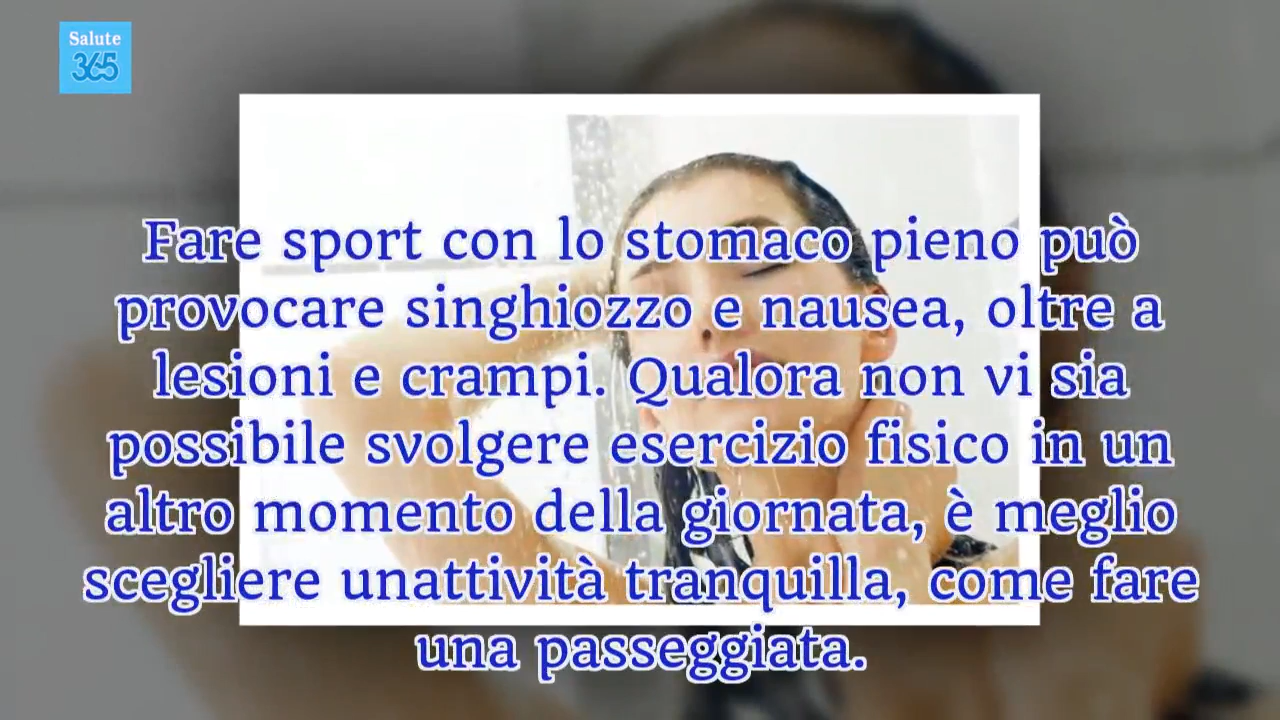 Salute
365
Fare sport con lo stomaco pieno può
provocare singhiozzo e nausea, oltre a
lesioni e crampi. Qualora non vi sia
possibile svolgere esercizio fisico in un
altro momento della giornata, è meglio
scegliere unattività tranquilla, come fare
una passeggiata.